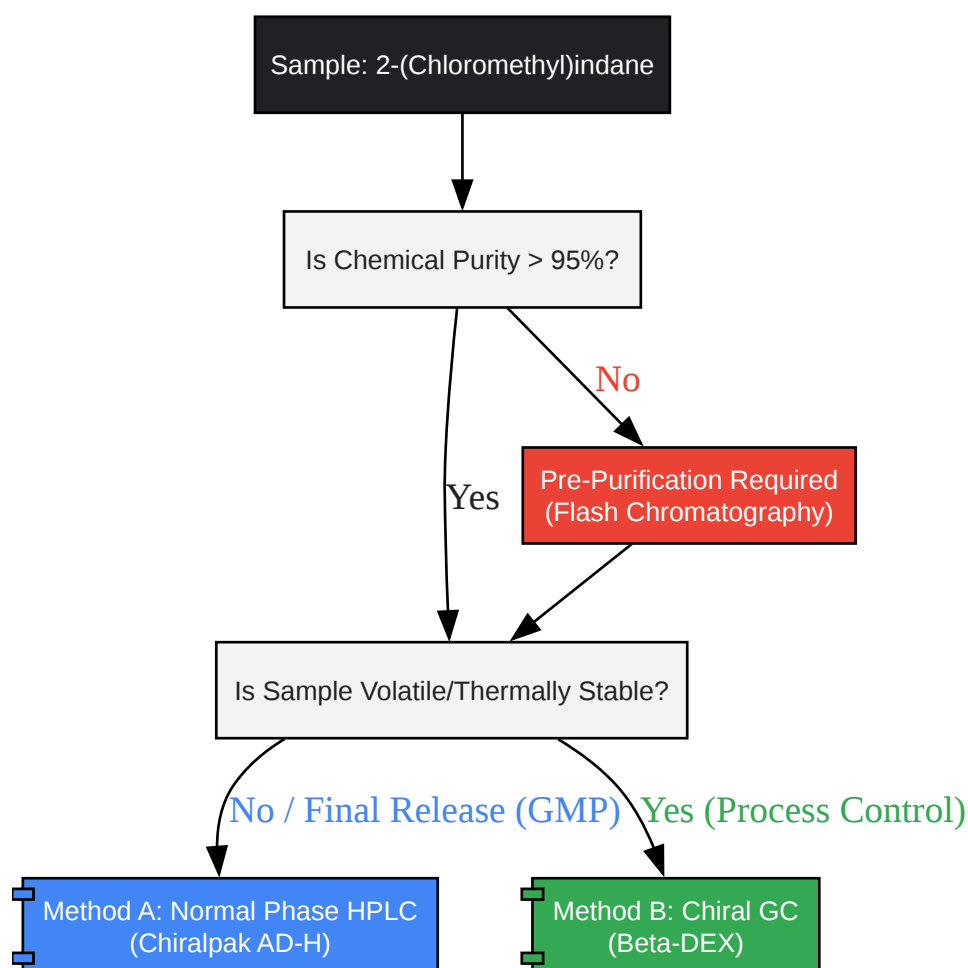 Sample: 2-(Chloromethyl)indane
Is Chemical Purity > 95%?
No
Pre-Purification Required
(Flash Chromatography)
Yes
Is Sample Volatile/Thermally Stable?
No / Final Release (GMP)
Yes (Process Control)
Method A: Normal Phase HPLC
(Chiralpak AD-H)
Method B: Chiral GC
(Beta-DEX)